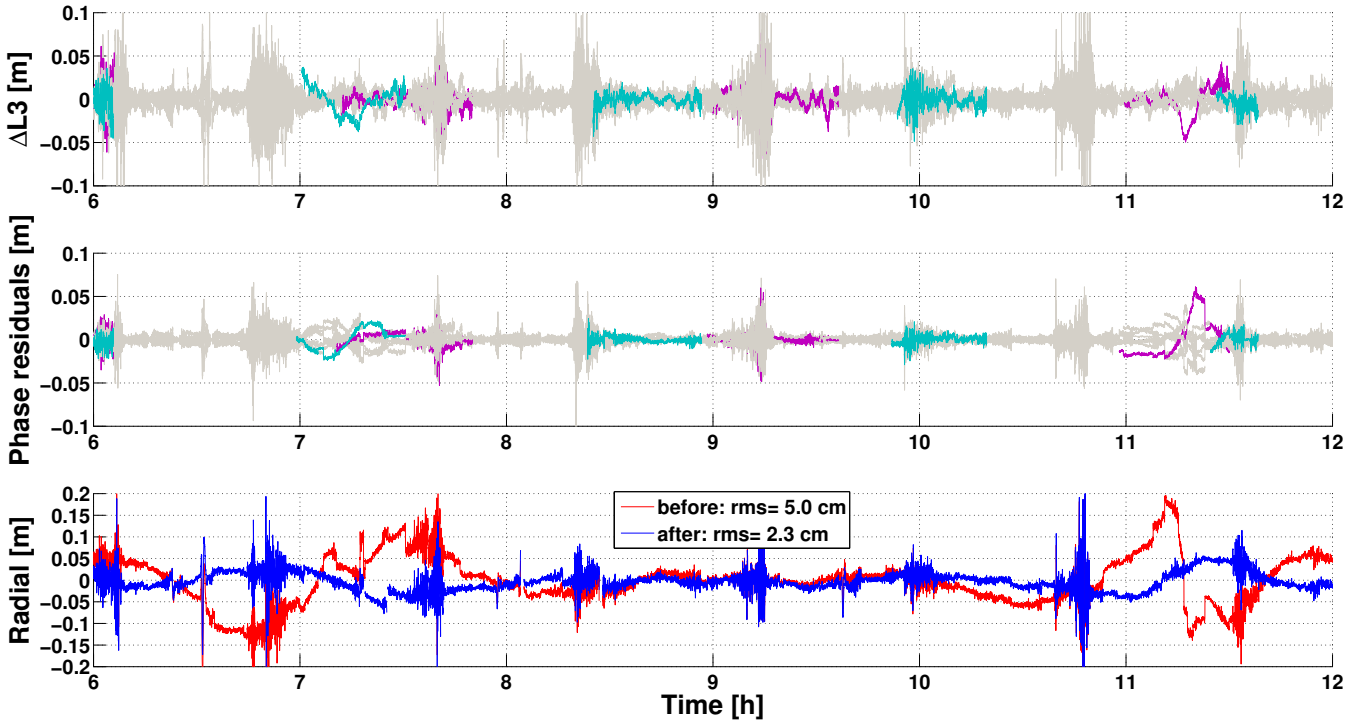 ΔL3 [m]
0.1
0.05
0
−0.05
−0.1
6 7 8 9 10 11 12
Phase residuals [m]
0.1
0.05
0
−0.05
−0.1
6 7 8 9 10 11 12
Radial [m]
0.2
0.15
0.1
0.05
0
−0.05
−0.1
−0.15
−0.2
before: rms= 5.0 cm
after: rms= 2.3 cm
6 7 8 9 10 11 12
Time [h]